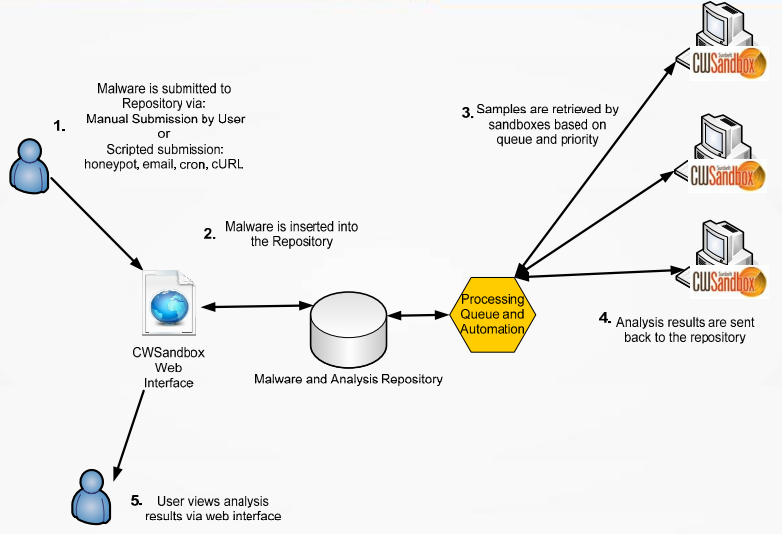 1.
Malware is submitted to
Repository via:
Manual Submission by User
or
Scripted submission:
honeypot, email, cron, cURL
2.
Malware is inserted into
the Repository
3.
Samples are retrieved by
sandboxes based on
queue and priority
CWSandbox
CWSandbox
CWSandbox
Processing
Queue and
Automation
4.
Analysis results are sent
back to the repository
CWSandbox
Web
Interface
Malware and Analysis Repository
5.
User views analysis
results via web interface